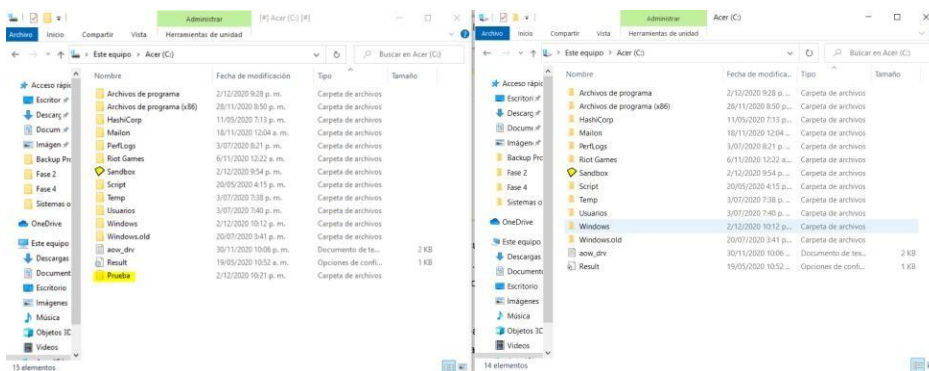 Administrar [#] Acer (C:) [#]
Archivo Inicio Compartir Vista Herramientas de unidad
Este equipo > Acer (C:) Buscar en Acer (C:)
Nombre Fecha de modificación Tipo Tamaño
Acceso rápic
Escritor
Descarg
Docum
Imágen
Backup Pro
Fase 2
Fase 4
Sistemas o
OneDrive
Este equipo
Descargas
Document
Escritorio
Imágenes
Música
Objetos 3D
Videos
Archivos de programa 2/12/2020 9:28 p. m. Carpeta de archivos
Archivos de programa (x86) 28/11/2020 8:50 p. m. Carpeta de archivos
HashiCorp 11/05/2020 7:13 p. m. Carpeta de archivos
Mailon 18/11/2020 12:04 a. m. Carpeta de archivos
PerfLogs 3/07/2020 8:21 p. m. Carpeta de archivos
Riot Games 6/11/2020 12:22 a. m. Carpeta de archivos
Sandbox 2/12/2020 9:54 p. m. Carpeta de archivos
Script 20/05/2020 4:15 p. m. Carpeta de archivos
Temp 3/07/2020 7:38 p. m. Carpeta de archivos
Usuarios 3/07/2020 7:40 p. m. Carpeta de archivos
Windows 2/12/2020 10:12 p. m. Carpeta de archivos
Windows.old 20/07/2020 3:41 p. m. Carpeta de archivos
aow_drv 30/11/2020 10:06 p. m. Documento de te... 2 KB
Result 19/05/2020 10:52 a. m. Opciones de confi... 1 KB
Prueba 2/12/2020 10:21 p. m. Carpeta de archivos
15 elementos
Administrar Acer (C:)
Archivo Inicio Compartir Vista Herramientas de unidad
Este equipo > Acer (C:) Buscar en Acer (C:)
Nombre Fecha de modifica... Tipo Tamaño
Acceso rápic
Escritori
Descarg
Docume
Imágen
Backup Pro
Fase 2
Fase 4
Sistemas o
OneDrive
Este equipo
Descargas
Document
Escritorio
Imágenes
Música
Objetos 3D
Videos
Archivos de programa 2/12/2020 9:28 p. ... Carpeta de archivos
Archivos de programa (x86) 28/11/2020 8:50 p... Carpeta de archivos
HashiCorp 11/05/2020 7:13 p... Carpeta de archivos
Mailon 18/11/2020 12:04 ... Carpeta de archivos
PerfLogs 3/07/2020 8:21 p. ... Carpeta de archivos
Riot Games 6/11/2020 12:22 a... Carpeta de archivos
Sandbox 2/12/2020 9:54 p. ... Carpeta de archivos
Script 20/05/2020 4:15 p... Carpeta de archivos
Temp 3/07/2020 7:38 p. ... Carpeta de archivos
Usuarios 3/07/2020 7:40 p. ... Carpeta de archivos
Windows 2/12/2020 10:12 p... Carpeta de archivos
Windows.old 20/07/2020 3:41 p... Carpeta de archivos
aow_drv 30/11/2020 10:06 ... Documento de tex... 2 KB
Result 19/05/2020 10:52 ... Opciones de confi... 1 KB
14 elementos